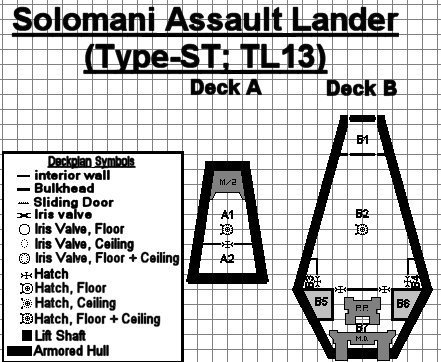 Solomani Assault Lander
(Type-ST; TL13)
Deck A
Deck B
Deckplan Symbols
interior wall
Bulkhead
Sliding Door
Iris valve
Iris Valve, Floor
Iris Valve, Ceiling
Iris Valve, Floor + Ceiling
Hatch
Hatch, Floor
Hatch, Ceiling
Hatch, Floor + Ceiling
Lift Shaft
Armored Hull
A1
A2
B1
B2
B3
B4
B5
P.P.
B6
B7
M.D.